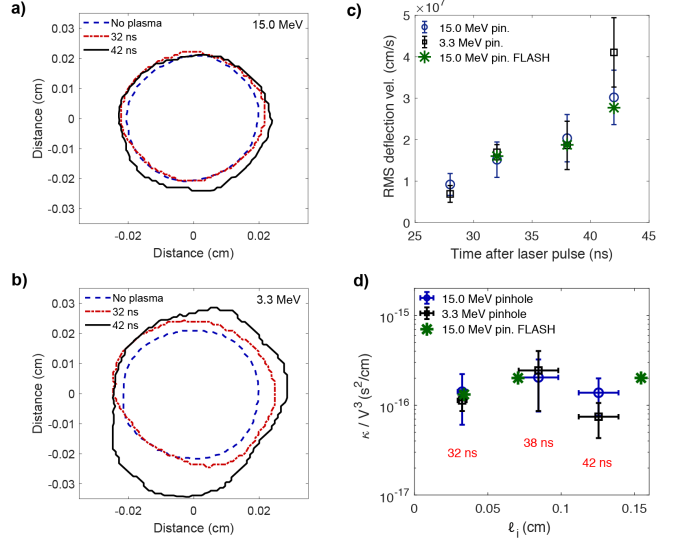 a)
15.0 MeV
No plasma
32 ns
42 ns
Distance (cm)
0.03
0.02
0.01
0
-0.01
-0.02
-0.03
-0.02 0 0.02
Distance (cm)
b)
3.3 MeV
No plasma
32 ns
42 ns
Distance (cm)
0.03
0.02
0.01
0
-0.01
-0.02
-0.03
-0.02 0 0.02
Distance (cm)
c)
×10⁷
15.0 MeV pin.
3.3 MeV pin.
15.0 MeV pin. FLASH
RMS deflection vel. (cm/s)
5
4
3
2
1
0
25 30 35 40 45
Time after laser pulse (ns)
d)
15.0 MeV pinhole
3.3 MeV pinhole
15.0 MeV pin. FLASH
κ / V³ (s²/cm)
10⁻¹⁵
10⁻¹⁶
10⁻¹⁷
32 ns
38 ns
42 ns
0 0.05 0.1 0.15
ℓᵢ (cm)